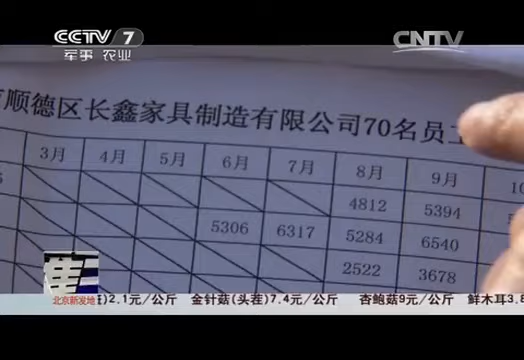 CCTV 7
军事 农业
CNTV
顺德区长鑫家具制造有限公司70名员
3月 4月 5月 6月 7月 8月 9月
4812 5394
5306 6317 5284 6540
2522 3678
北京新发地 2.1元/公斤 金针菇(头茬)7.4元/公斤 杏鲍菇9元/公斤 鲜木耳3.8